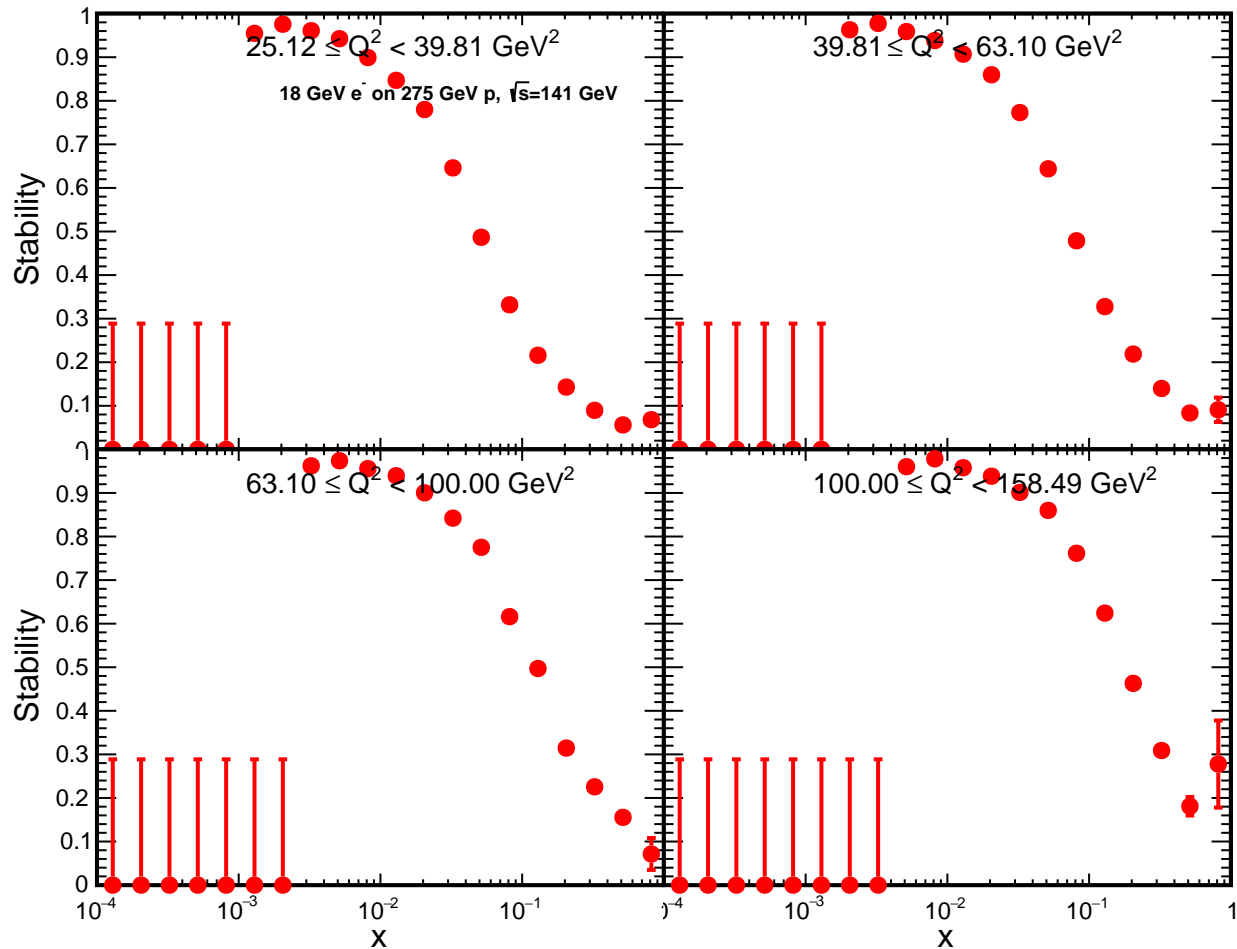 1
0.9
0.8
0.7
0.6
0.5
0.4
0.3
0.2
0.1
0
Stability
25.12 ≤ Q² < 39.81 GeV²
18 GeV e⁻ on 275 GeV p, √s=141 GeV
39.81 ≤ Q² < 63.10 GeV²
1
0.9
0.8
0.7
0.6
0.5
0.4
0.3
0.2
0.1
0
Stability
63.10 ≤ Q² < 100.00 GeV²
100.00 ≤ Q² < 158.49 GeV²
10⁻⁴ 10⁻³ 10⁻² 10⁻¹
x
10⁻³ 10⁻² 10⁻¹ 1
x